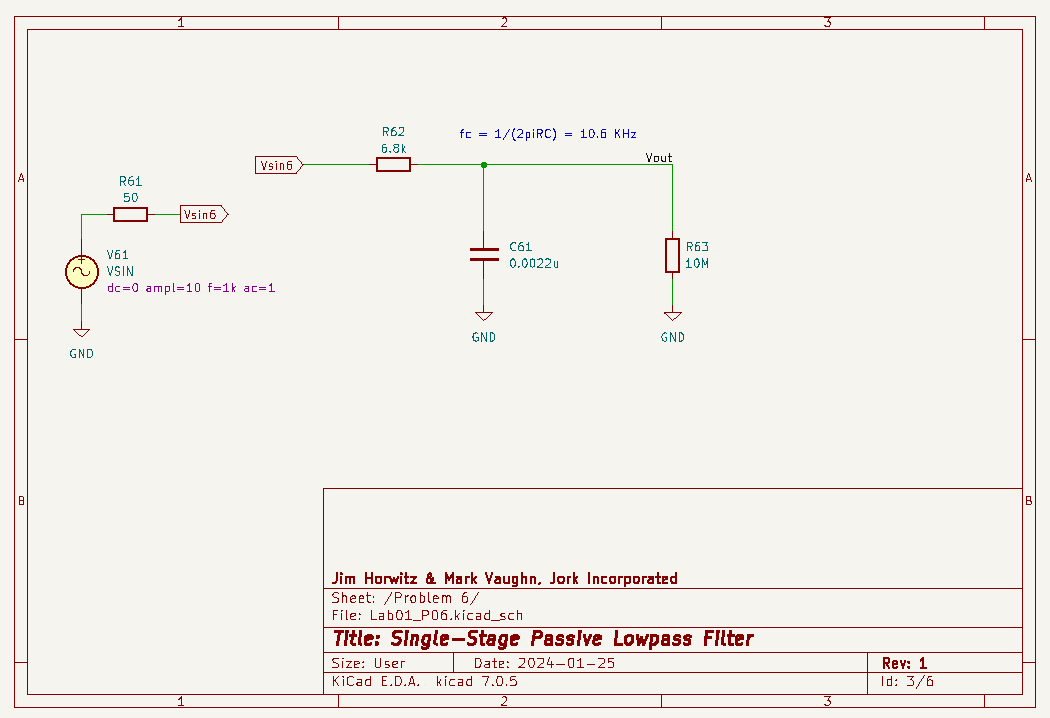 1 2 3
A A
B B
1 2 3
R62
6.8k
fc = 1/(2piRC) = 10.6 KHz
Vsin6
Vout
R61
50
Vsin6
V61
VSIN
dc=0 ampl=10 f=1k ac=1
GND
C61
0.0022u
GND
R63
10M
GND
Jim Horwitz & Mark Vaughn, Jork Incorporated
Sheet: /Problem 6/
File: Lab01_P06.kicad_sch
Title: Single-Stage Passive Lowpass Filter
Size: User Date: 2024-01-25 Rev: 1
KiCad E.D.A. kicad 7.0.5 Id: 3/6